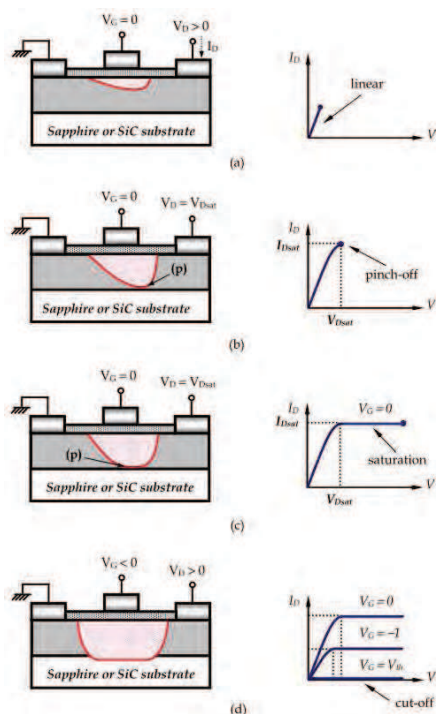 V_G = 0 V_D > 0
I_D
Sapphire or SiC substrate
I_D
linear
V
(a)
V_G = 0 V_D = V_Dsat
(p)
Sapphire or SiC substrate
I_D
I_Dsat
pinch-off
V
V_Dsat
(b)
V_G = 0 V_D = V_Dsat
(p)
Sapphire or SiC substrate
I_D
V_G = 0
I_Dsat
saturation
V
V_Dsat
(c)
V_G < 0 V_D > 0
Sapphire or SiC substrate
I_D
V_G = 0
V_G = -1
V_G = V_th
V
cut-off
(d)